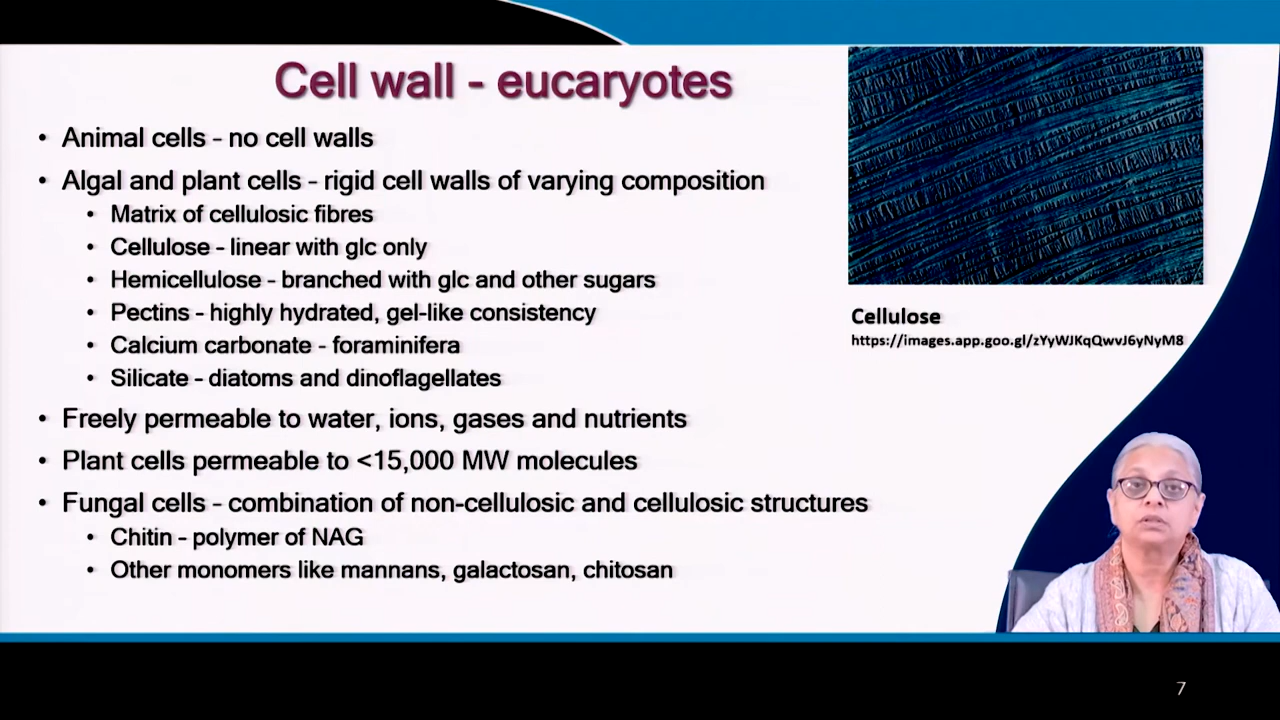 Cell wall - eucaryotes
• Animal cells - no cell walls
• Algal and plant cells - rigid cell walls of varying composition
• Matrix of cellulosic fibres
• Cellulose - linear with glc only
• Hemicellulose - branched with glc and other sugars
• Pectins - highly hydrated, gel-like consistency
• Calcium carbonate - foraminifera
• Silicate - diatoms and dinoflagellates
• Freely permeable to water, ions, gases and nutrients
• Plant cells permeable to <15,000 MW molecules
• Fungal cells - combination of non-cellulosic and cellulosic structures
• Chitin - polymer of NAG
• Other monomers like mannans, galactosan, chitosan
Cellulose
https://images.app.goo.gl/zYyWJKqQwvJ6yNyM8
7